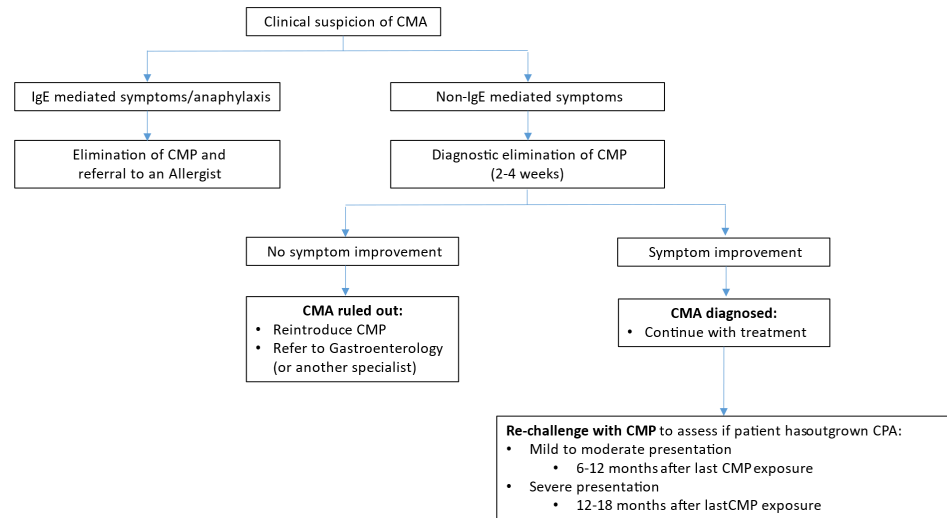 Clinical suspicion of CMA
IgE mediated symptoms/anaphylaxis
Non-IgE mediated symptoms
Elimination of CMP and
referral to an Allergist
Diagnostic elimination of CMP
(2-4 weeks)
No symptom improvement
Symptom improvement
CMA ruled out:
• Reintroduce CMP
• Refer to Gastroenterology
(or another specialist)
CMA diagnosed:
• Continue with treatment
Re-challenge with CMP to assess if patient hasoutgrown CPA:
• Mild to moderate presentation
• 6-12 months after last CMP exposure
• Severe presentation
• 12-18 months after lastCMP exposure